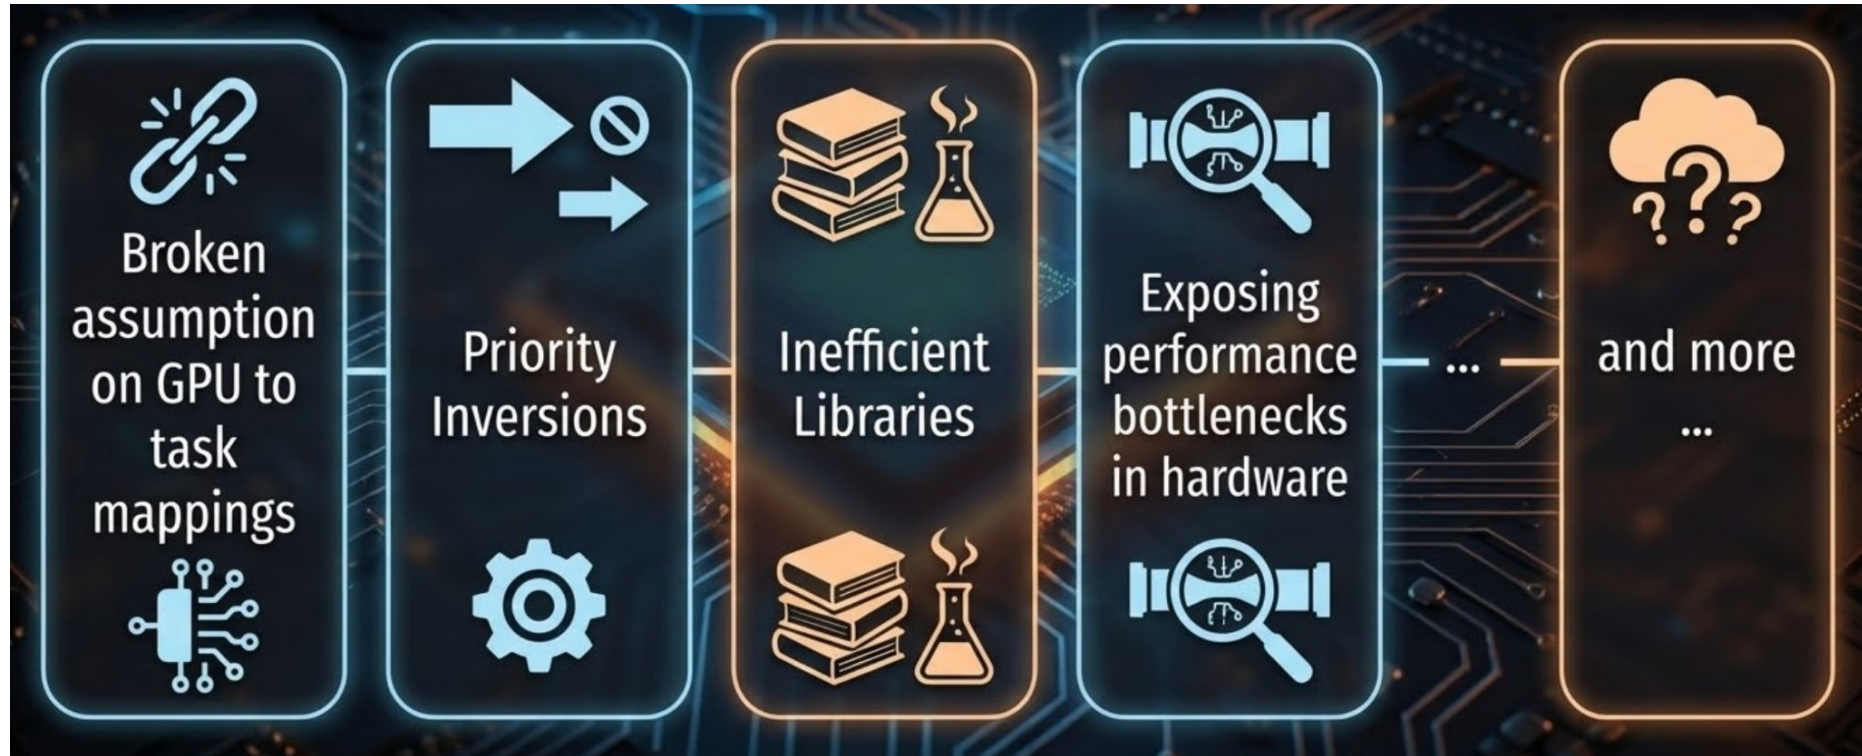 Broken
assumption
on GPU to
task
mappings
Priority
Inversions
Inefficient
Libraries
Exposing
performance
bottlenecks
in hardware
...
? ? ?
and more
...